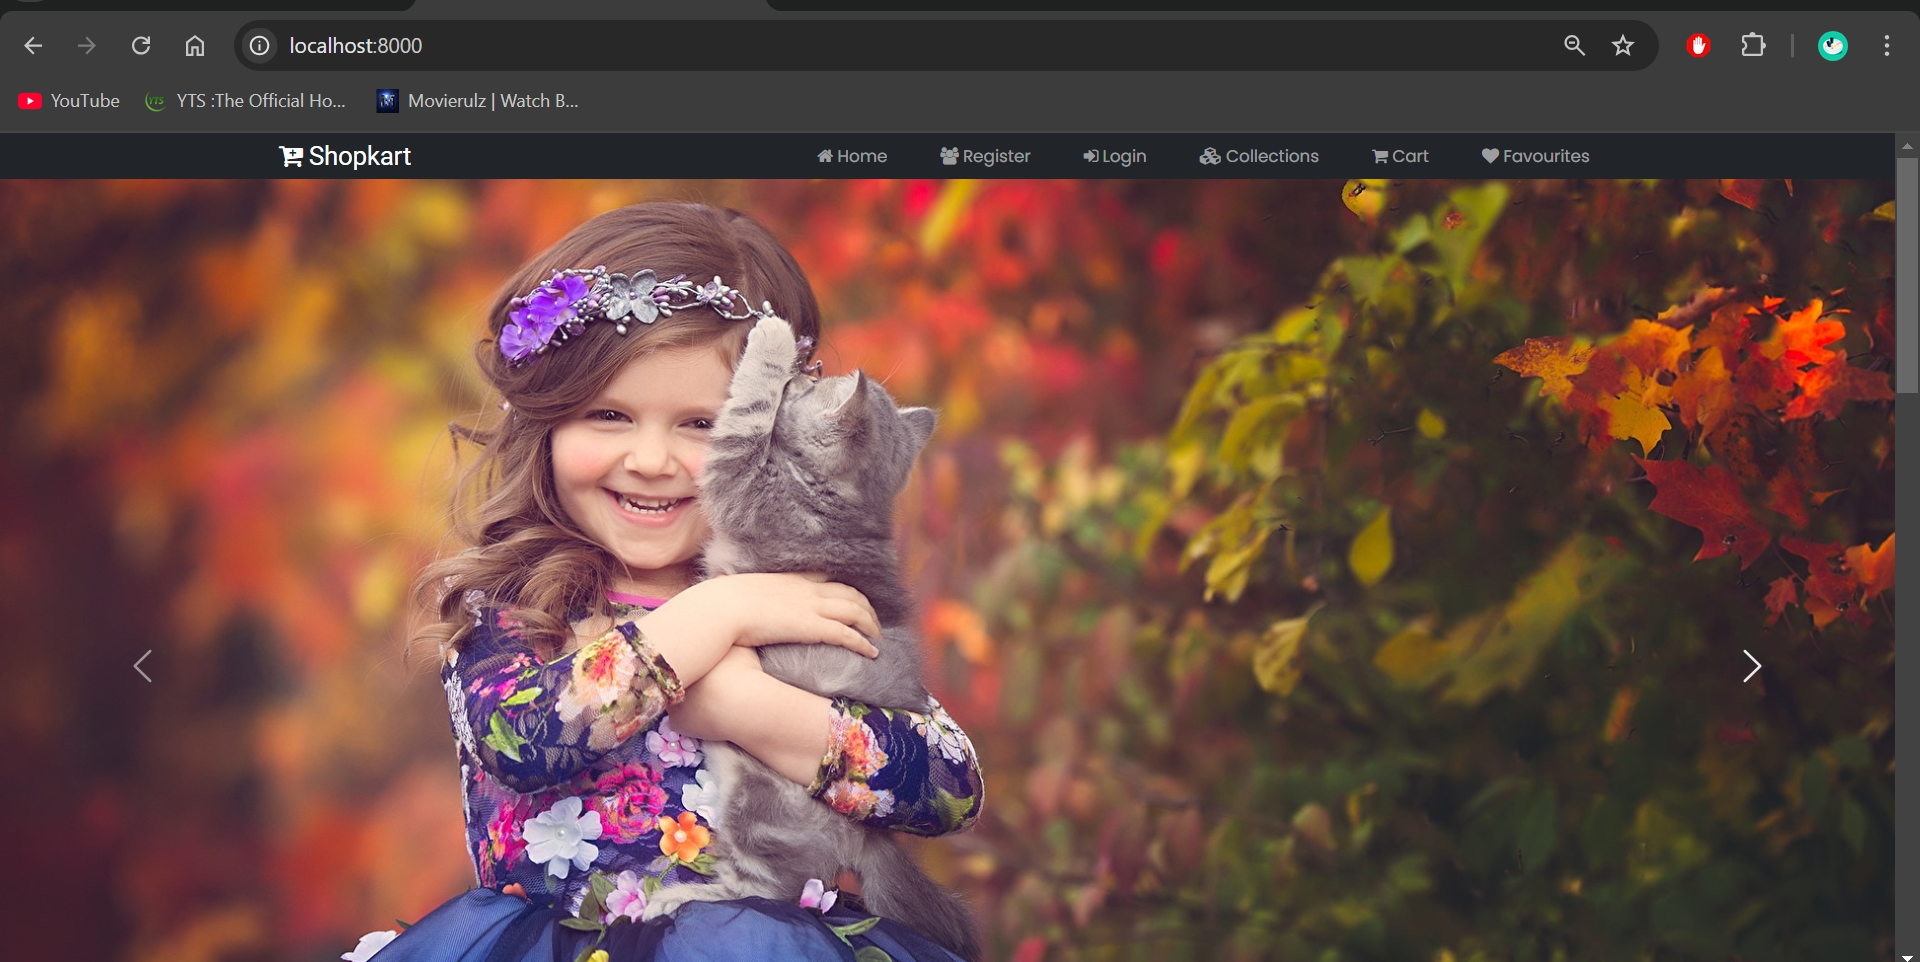 localhost:8000
YouTube YTS :The Official Ho... Movierulz | Watch B...
Shopkart Home Register Login Collections Cart Favourites